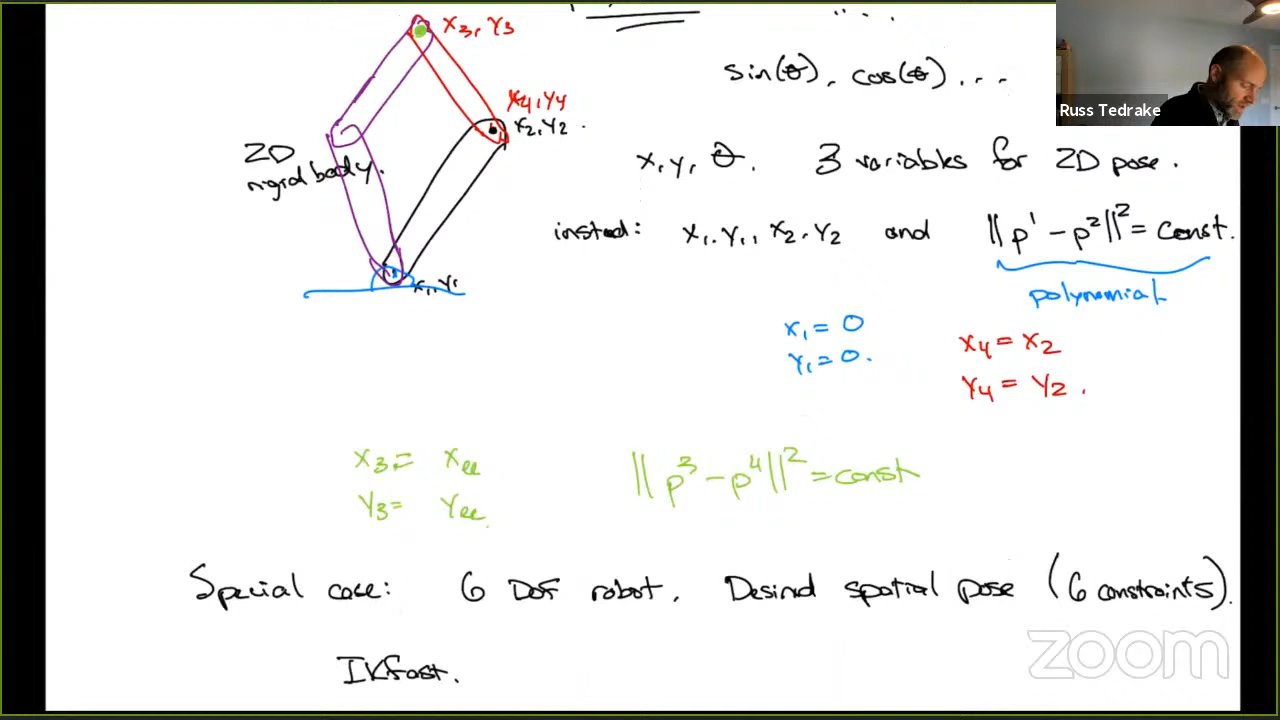 x₃, y₃
Russ Tedrake
sin(θ), cos(θ) ...
x₄, y₄
x₂, y₂
2D
rigid body.
x, y, θ. 3 variables for 2D pose.
instead: x₁, y₁, x₂, y₂ and ||p¹ - p²||² = const.
x₁, y₁
polynomial
x₁ = 0
y₁ = 0.
x₄ = x₂
y₄ = y₂.
x₃ = xee
y₃ = yee
||p³ - p⁴||² = const
Special case: 6 DOF robot. Desired spatial pose (6 constraints).
IKfast.
zoom